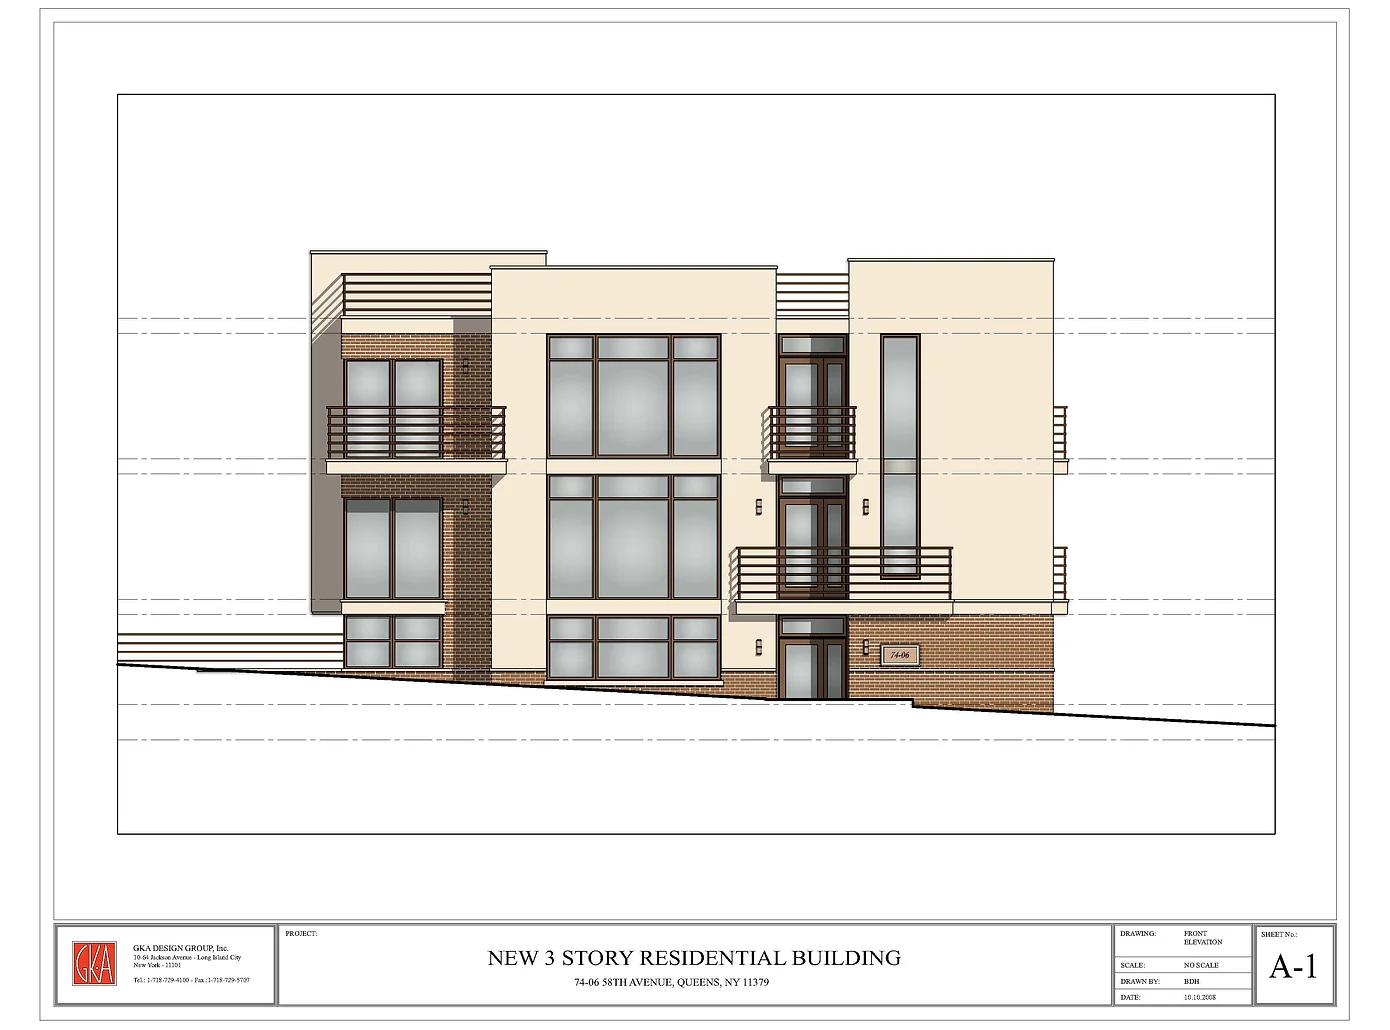 74-06
GKA
GKA DESIGN GROUP, Inc.
10-64 Jackson Avenue - Long Island City
New York - 11101
Tel.: 1-718-729-4100 - Fax.:1-718-729-5707
PROJECT:
NEW 3 STORY RESIDENTIAL BUILDING
74-06 58TH AVENUE, QUEENS, NY 11379
DRAWING: FRONT
ELEVATION
SCALE: NO SCALE
DRAWN BY: BDH
DATE: 10.10.2008
SHEET No.:
A-1